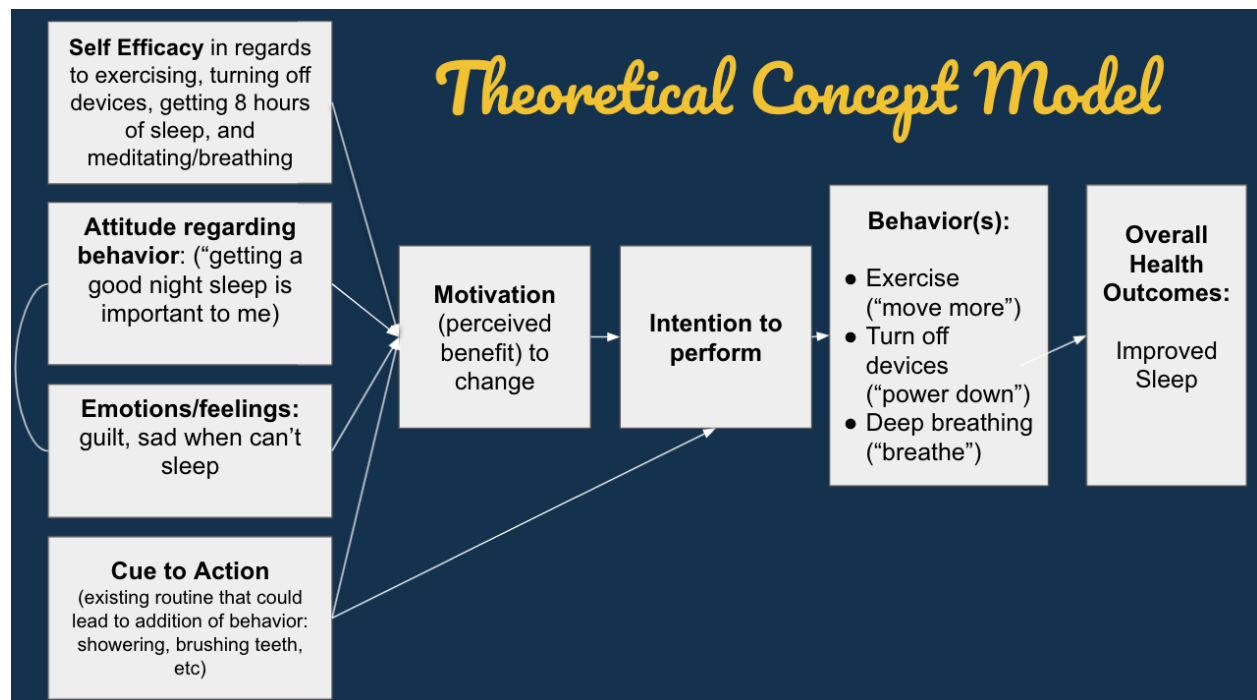 Theoretical Concept Model
Self Efficacy in regards
to exercising, turning off
devices, getting 8 hours
of sleep, and
meditating/breathing
Attitude regarding
behavior: (“getting a
good night sleep is
important to me)
Emotions/feelings:
guilt, sad when can’t
sleep
Cue to Action
(existing routine that could
lead to addition of behavior:
showering, brushing teeth,
etc)
Motivation
(perceived
benefit) to
change
Intention to
perform
Behavior(s):
● Exercise
(“move more”)
● Turn off
devices
(“power down”)
● Deep breathing
(“breathe”)
Overall
Health
Outcomes:
Improved
Sleep